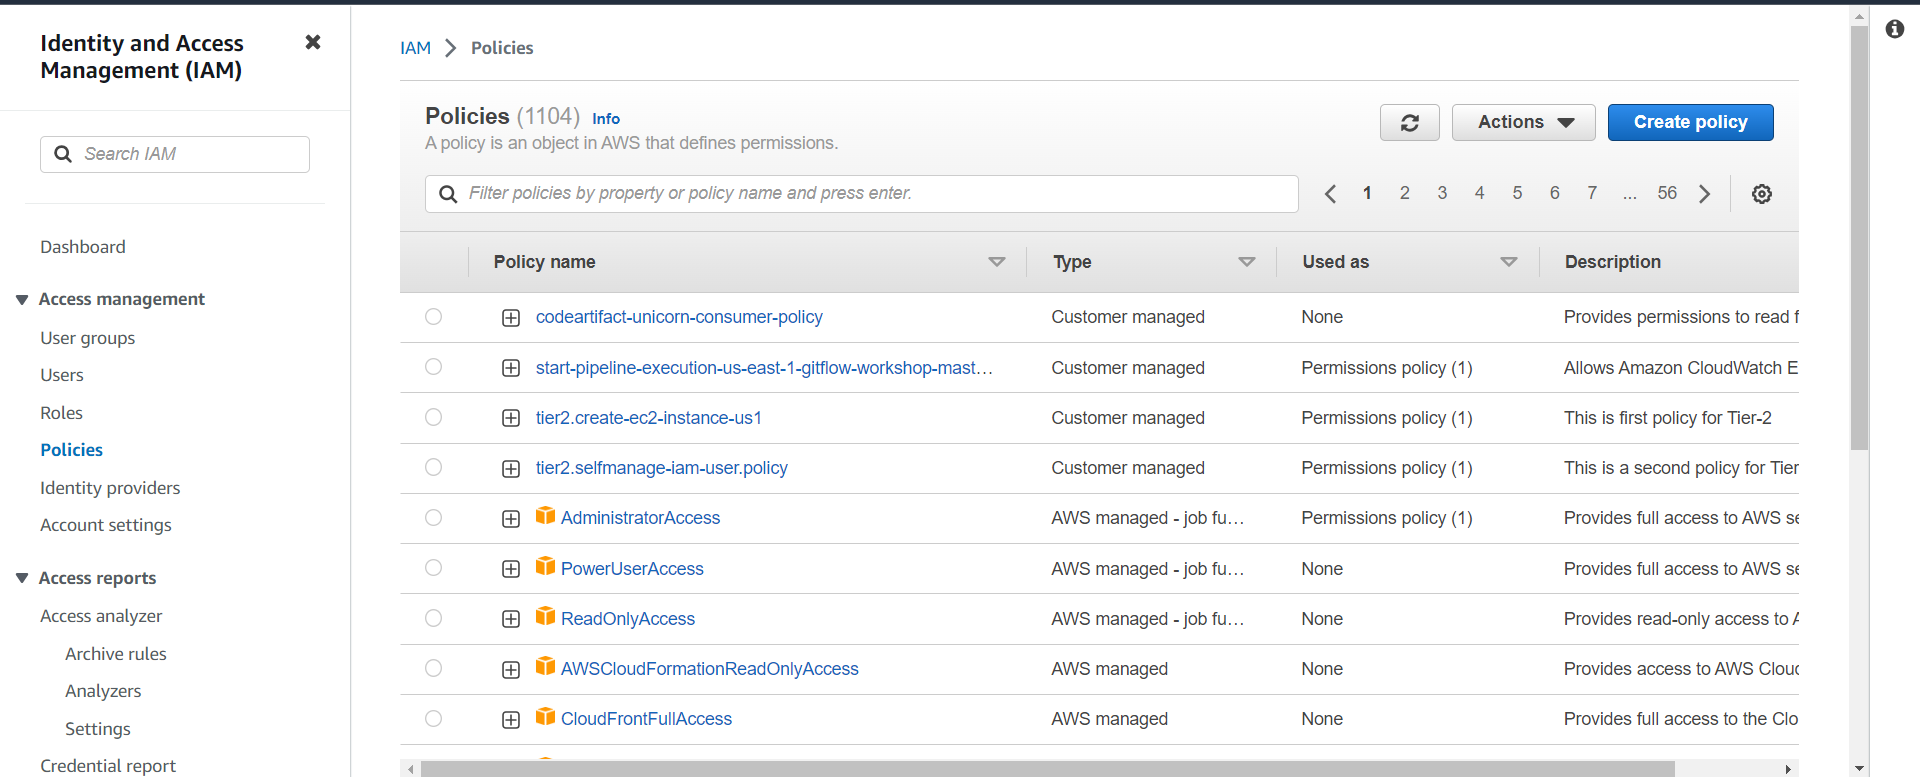 Identity and Access
Management (IAM)
Search IAM
Dashboard
Access management
User groups
Users
Roles
Policies
Identity providers
Account settings
Access reports
Access analyzer
Archive rules
Analyzers
Settings
Credential report
IAM > Policies
Policies (1104) Info
A policy is an object in AWS that defines permissions.
Actions
Create policy
Filter policies by property or policy name and press enter.
1 2 3 4 5 6 7 ... 56
Policy name Type Used as Description
codeartifact-unicorn-consumer-policy Customer managed None Provides permissions to read f
start-pipeline-execution-us-east-1-gitflow-workshop-mast... Customer managed Permissions policy (1) Allows Amazon CloudWatch E
tier2.create-ec2-instance-us1 Customer managed Permissions policy (1) This is first policy for Tier-2
tier2.selfmanage-iam-user.policy Customer managed Permissions policy (1) This is a second policy for Tier
AdministratorAccess AWS managed - job fu... Permissions policy (1) Provides full access to AWS se
PowerUserAccess AWS managed - job fu... None Provides full access to AWS se
ReadOnlyAccess AWS managed - job fu... None Provides read-only access to A
AWSCloudFormationReadOnlyAccess AWS managed None Provides access to AWS Clou
CloudFrontFullAccess AWS managed None Provides full access to the Clo